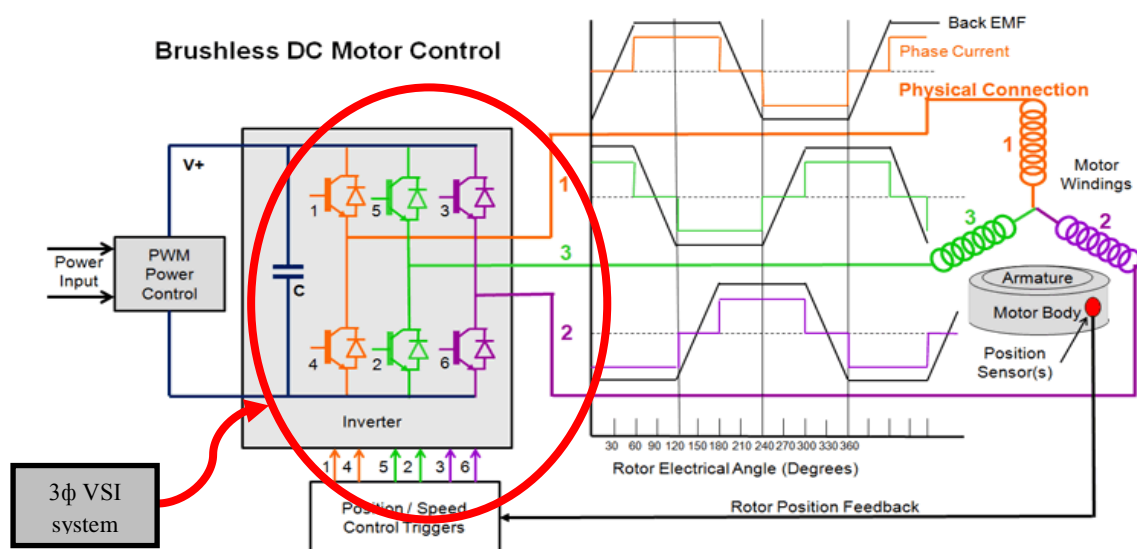 Brushless DC Motor Control
Back EMF
Phase Current
Physical Connection
V+
1
5
3
C
4
2
6
Inverter
PWM
Power
Control
Power
Input
1
3
2
1
3
2
Motor
Windings
Armature
Motor Body
Position
Sensor(s)
30 60 90 120 180 210 240 270 300 330 360
Rotor Electrical Angle (Degrees)
1 4 5 2 3 6
Position / Speed
Control Triggers
Rotor Position Feedback
3ф VSI
system